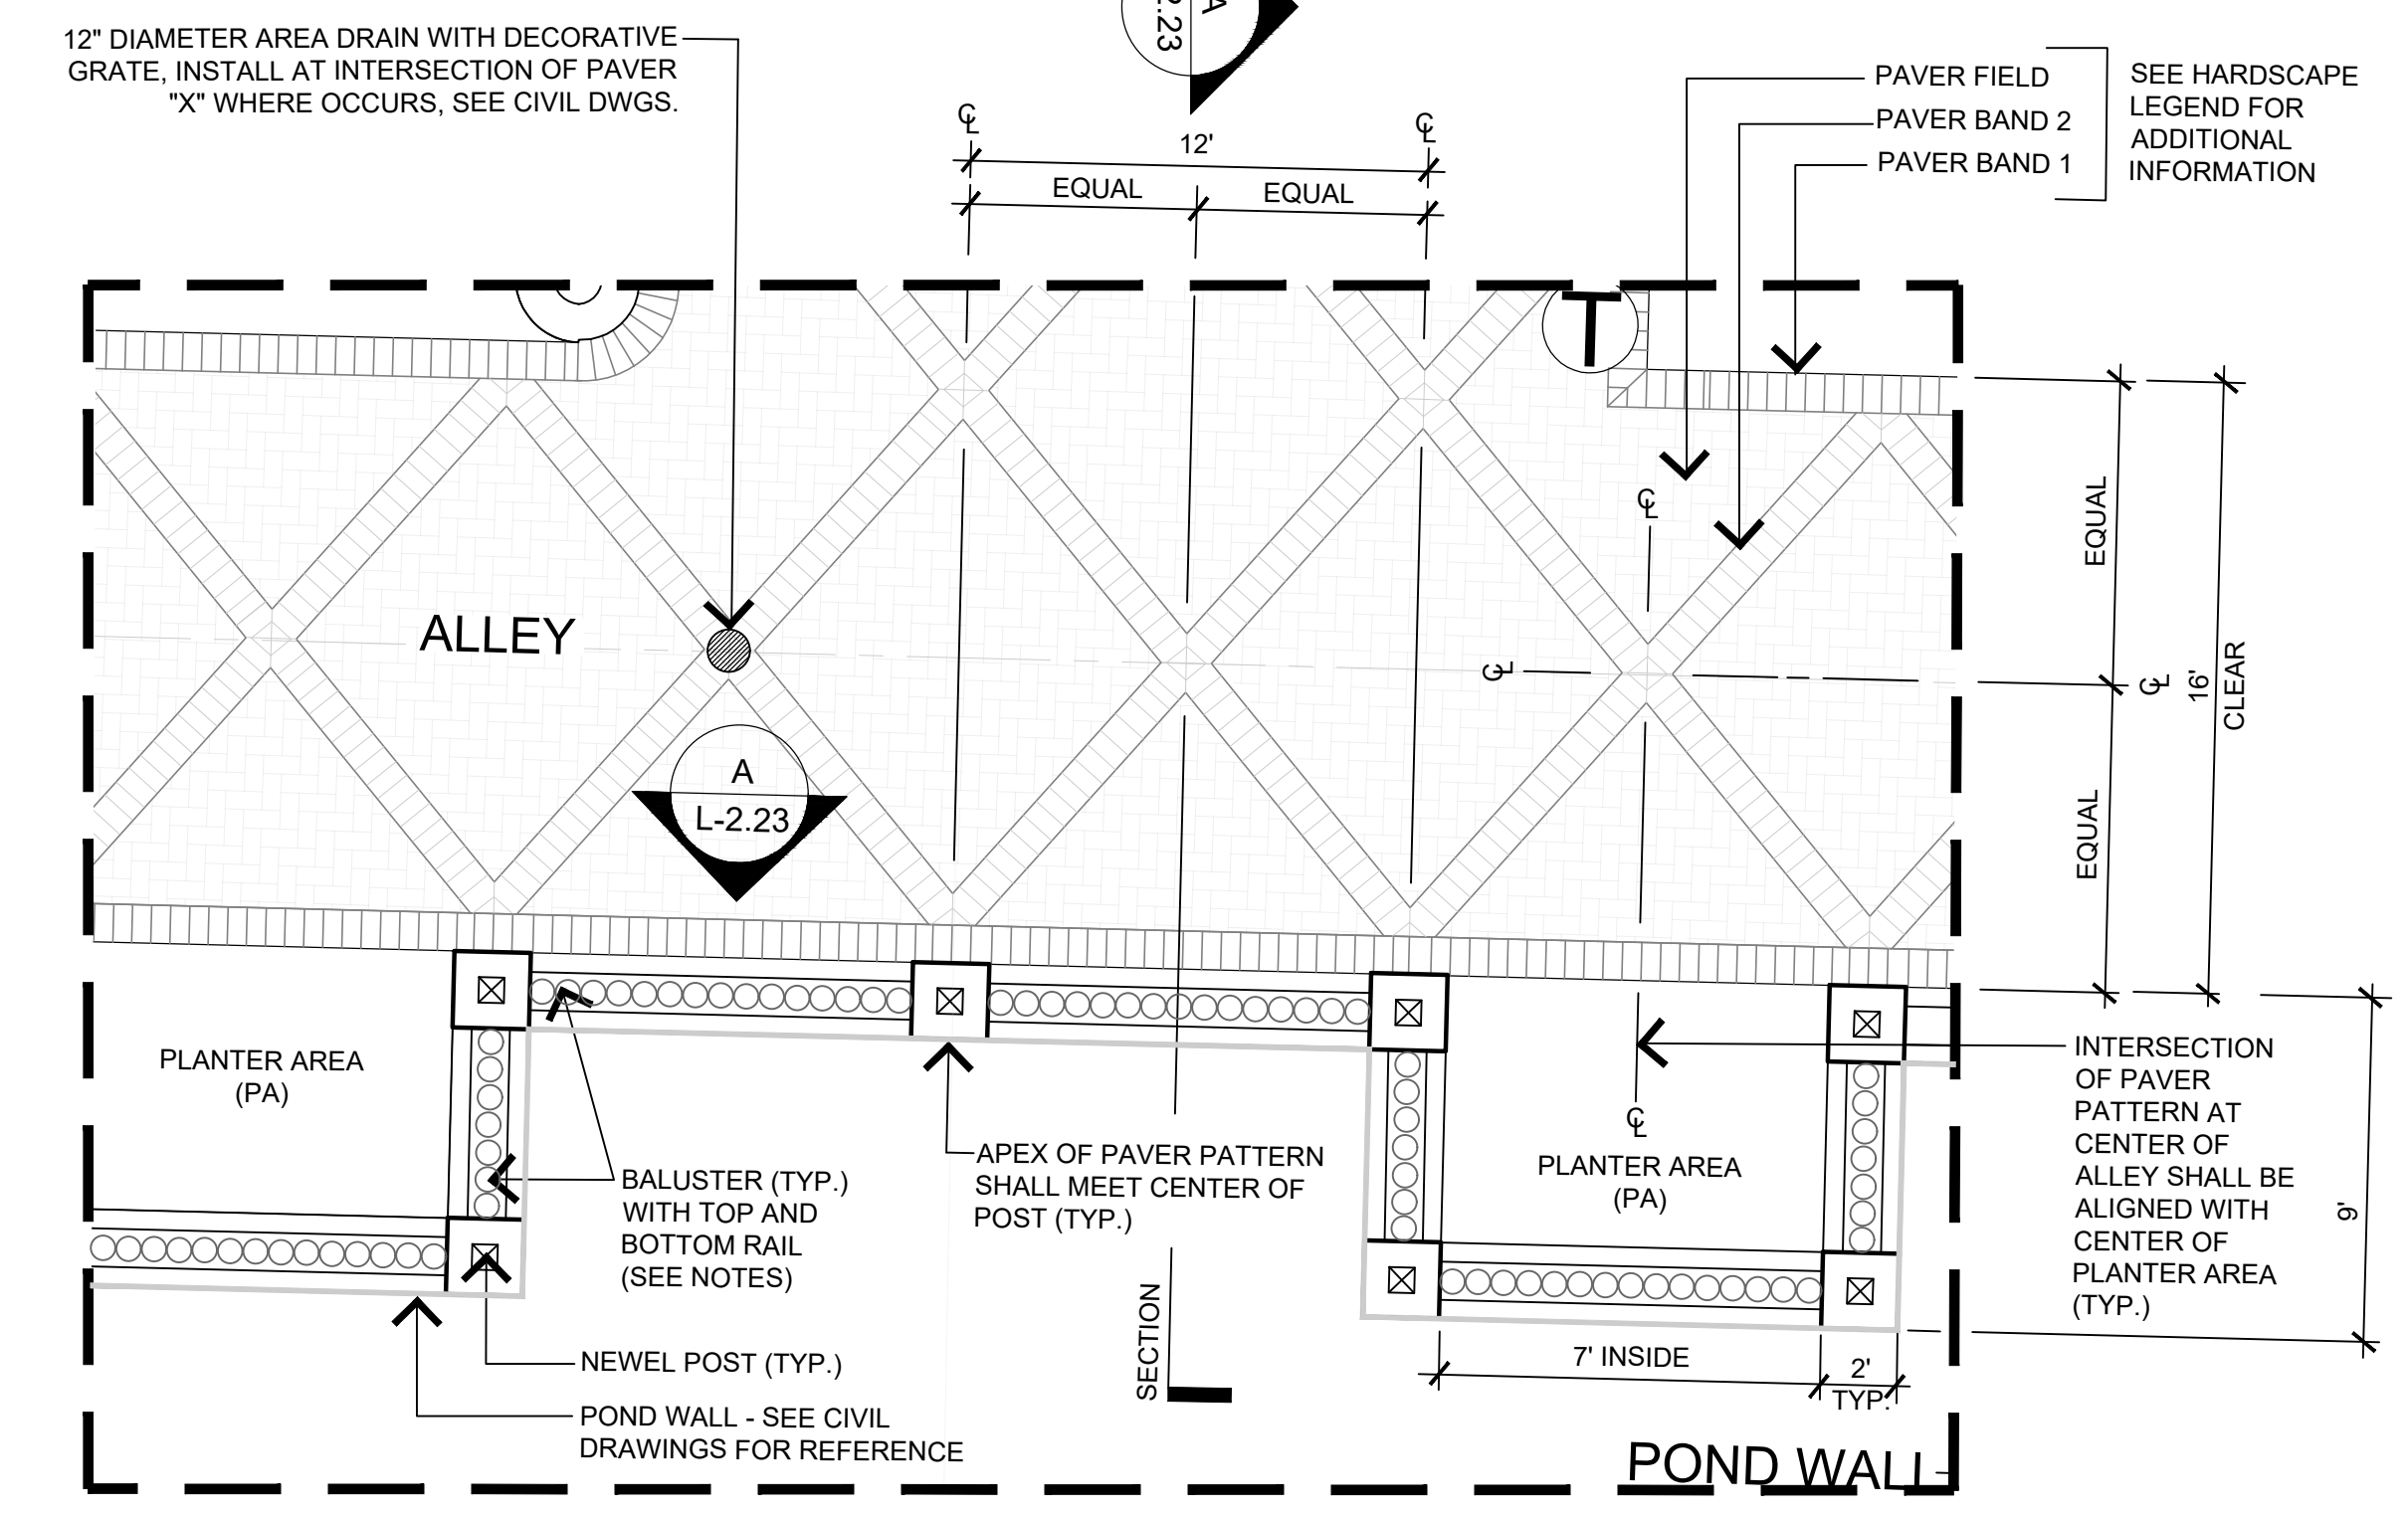 12" DIAMETER AREA DRAIN WITH DECORATIVE
GRATE, INSTALL AT INTERSECTION OF PAVER
"X" WHERE OCCURS, SEE CIVIL DWGS.
A
2.23
℄
℄
12'
EQUAL
EQUAL
PAVER FIELD
PAVER BAND 2
PAVER BAND 1
SEE HARDSCAPE
LEGEND FOR
ADDITIONAL
INFORMATION
T
℄
ALLEY
℄
A
L-2.23
EQUAL
EQUAL
℄
16'
CLEAR
PLANTER AREA
(PA)
BALUSTER (TYP.)
WITH TOP AND
BOTTOM RAIL
(SEE NOTES)
APEX OF PAVER PATTERN
SHALL MEET CENTER OF
POST (TYP.)
℄
PLANTER AREA
(PA)
INTERSECTION
OF PAVER
PATTERN AT
CENTER OF
ALLEY SHALL BE
ALIGNED WITH
CENTER OF
PLANTER AREA
(TYP.)
9'
NEWEL POST (TYP.)
POND WALL - SEE CIVIL
DRAWINGS FOR REFERENCE
SECTION
7' INSIDE
2'
TYP.
POND WALL